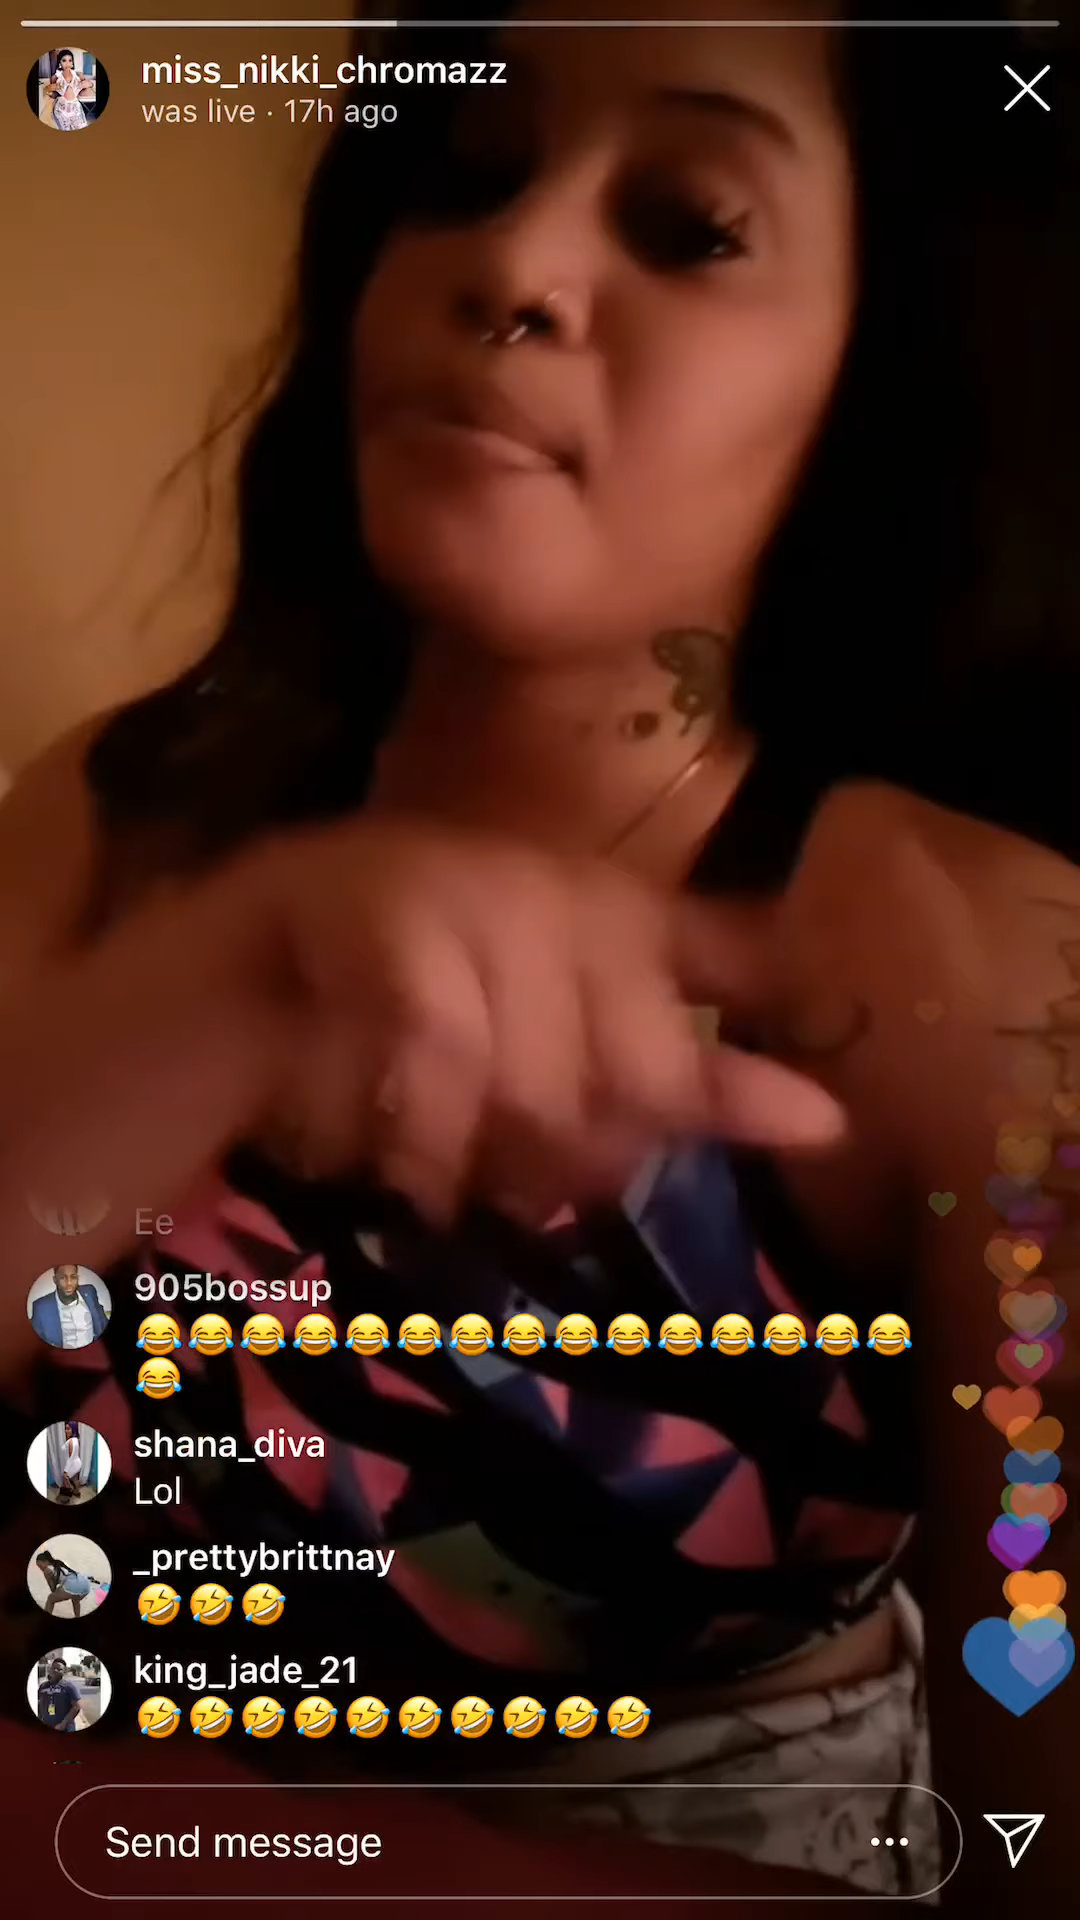 miss_nikki_chromazz
was live · 17h ago
Ee
905bossup
😂😂😂😂😂😂😂😂😂😂😂😂😂😂😂
😂
shana_diva
Lol
_prettybrittnay
🤣🤣🤣
king_jade_21
🤣🤣🤣🤣🤣🤣🤣🤣🤣🤣
Send message